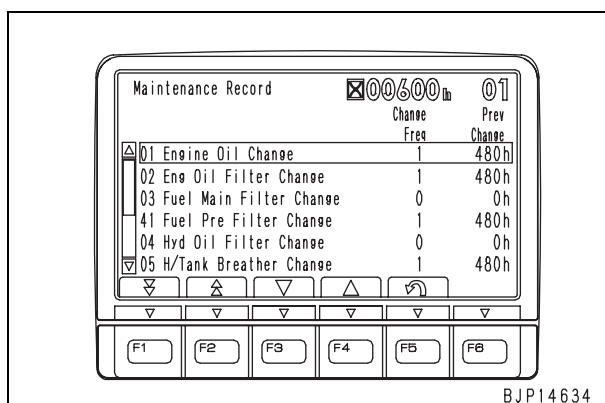 Maintenance Record 00600h 01
Change Prev
Freq Change
01 Engine Oil Change 1 480h
02 Eng Oil Filter Change 1 480h
03 Fuel Main Filter Change 0 0h
41 Fuel Pre Filter Change 1 480h
04 Hyd Oil Filter Change 0 0h
05 H/Tank Breather Change 1 480h
F1 F2 F3 F4 F5 F6
BJP14634